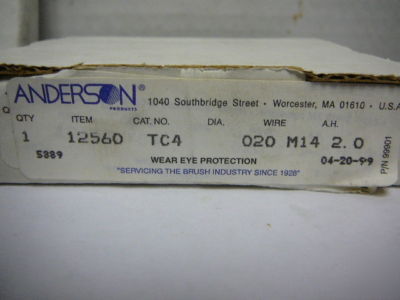 ANDERSON PRODUCTS 1040 Southbridge Street • Worcester, MA 01610 • U.S.A
QTY ITEM CAT. NO. DIA. WIRE A.H.
1 12560 TC4 020 M14 2.0
5389 WEAR EYE PROTECTION 04-20-99
"SERVICING THE BRUSH INDUSTRY SINCE 1928"
P/N 99901